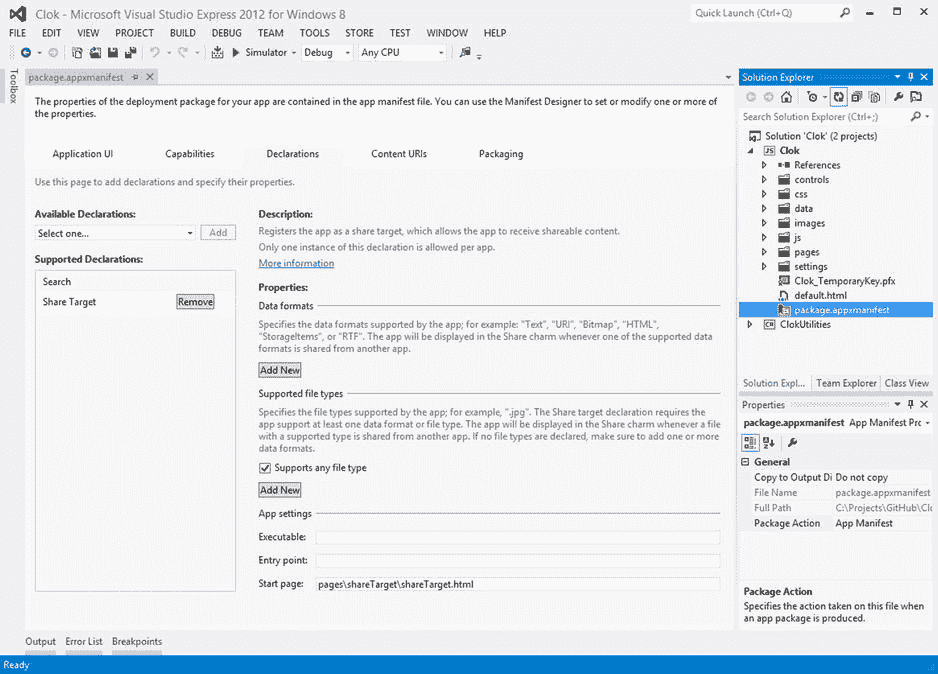 Clok - Microsoft Visual Studio Express 2012 for Windows 8
Quick Launch (Ctrl+Q)
FILE EDIT VIEW PROJECT BUILD DEBUG TEAM TOOLS STORE TEST WINDOW HELP
Simulator Debug Any CPU
Toolbox
package.appxmanifest
The properties of the deployment package for your app are contained in the app manifest file. You can use the Manifest Designer to set or modify one or more of
the properties.
Application UI Capabilities Declarations Content URIs Packaging
Use this page to add declarations and specify their properties.
Available Declarations:
Select one... Add
Supported Declarations:
Search
Share Target Remove
Description:
Registers the app as a share target, which allows the app to receive shareable content.
Only one instance of this declaration is allowed per app.
More information
Properties:
Data formats
Specifies the data formats supported by the app; for example: "Text", "URI", "Bitmap", "HTML",
"StorageItems", or "RTF". The app will be displayed in the Share charm whenever one of the supported data
formats is shared from another app.
Add New
Supported file types
Specifies the file types supported by the app; for example, ".jpg". The Share target declaration requires the
app support at least one data format or file type. The app will be displayed in the Share charm whenever a file
with a supported type is shared from another app. If no file types are declared, make sure to add one or more
data formats.
Supports any file type
Add New
App settings
Executable:
Entry point:
Start page: pages\shareTarget\shareTarget.html
Solution Explorer
Search Solution Explorer (Ctrl+;)
Solution 'Clok' (2 projects)
JS Clok
References
controls
css
data
images
js
pages
settings
Clok_TemporaryKey.pfx
default.html
package.appxmanifest
C# ClokUtilities
Solution Expl... Team Explorer Class View
Properties
package.appxmanifest App Manifest Prc
General
Copy to Output Di Do not copy
File Name package.appxmanifest
Full Path C:\Projects\GitHub\Clo
Package Action App Manifest
Package Action
Specifies the action taken on this file when
an app package is produced.
Output Error List Breakpoints
Ready